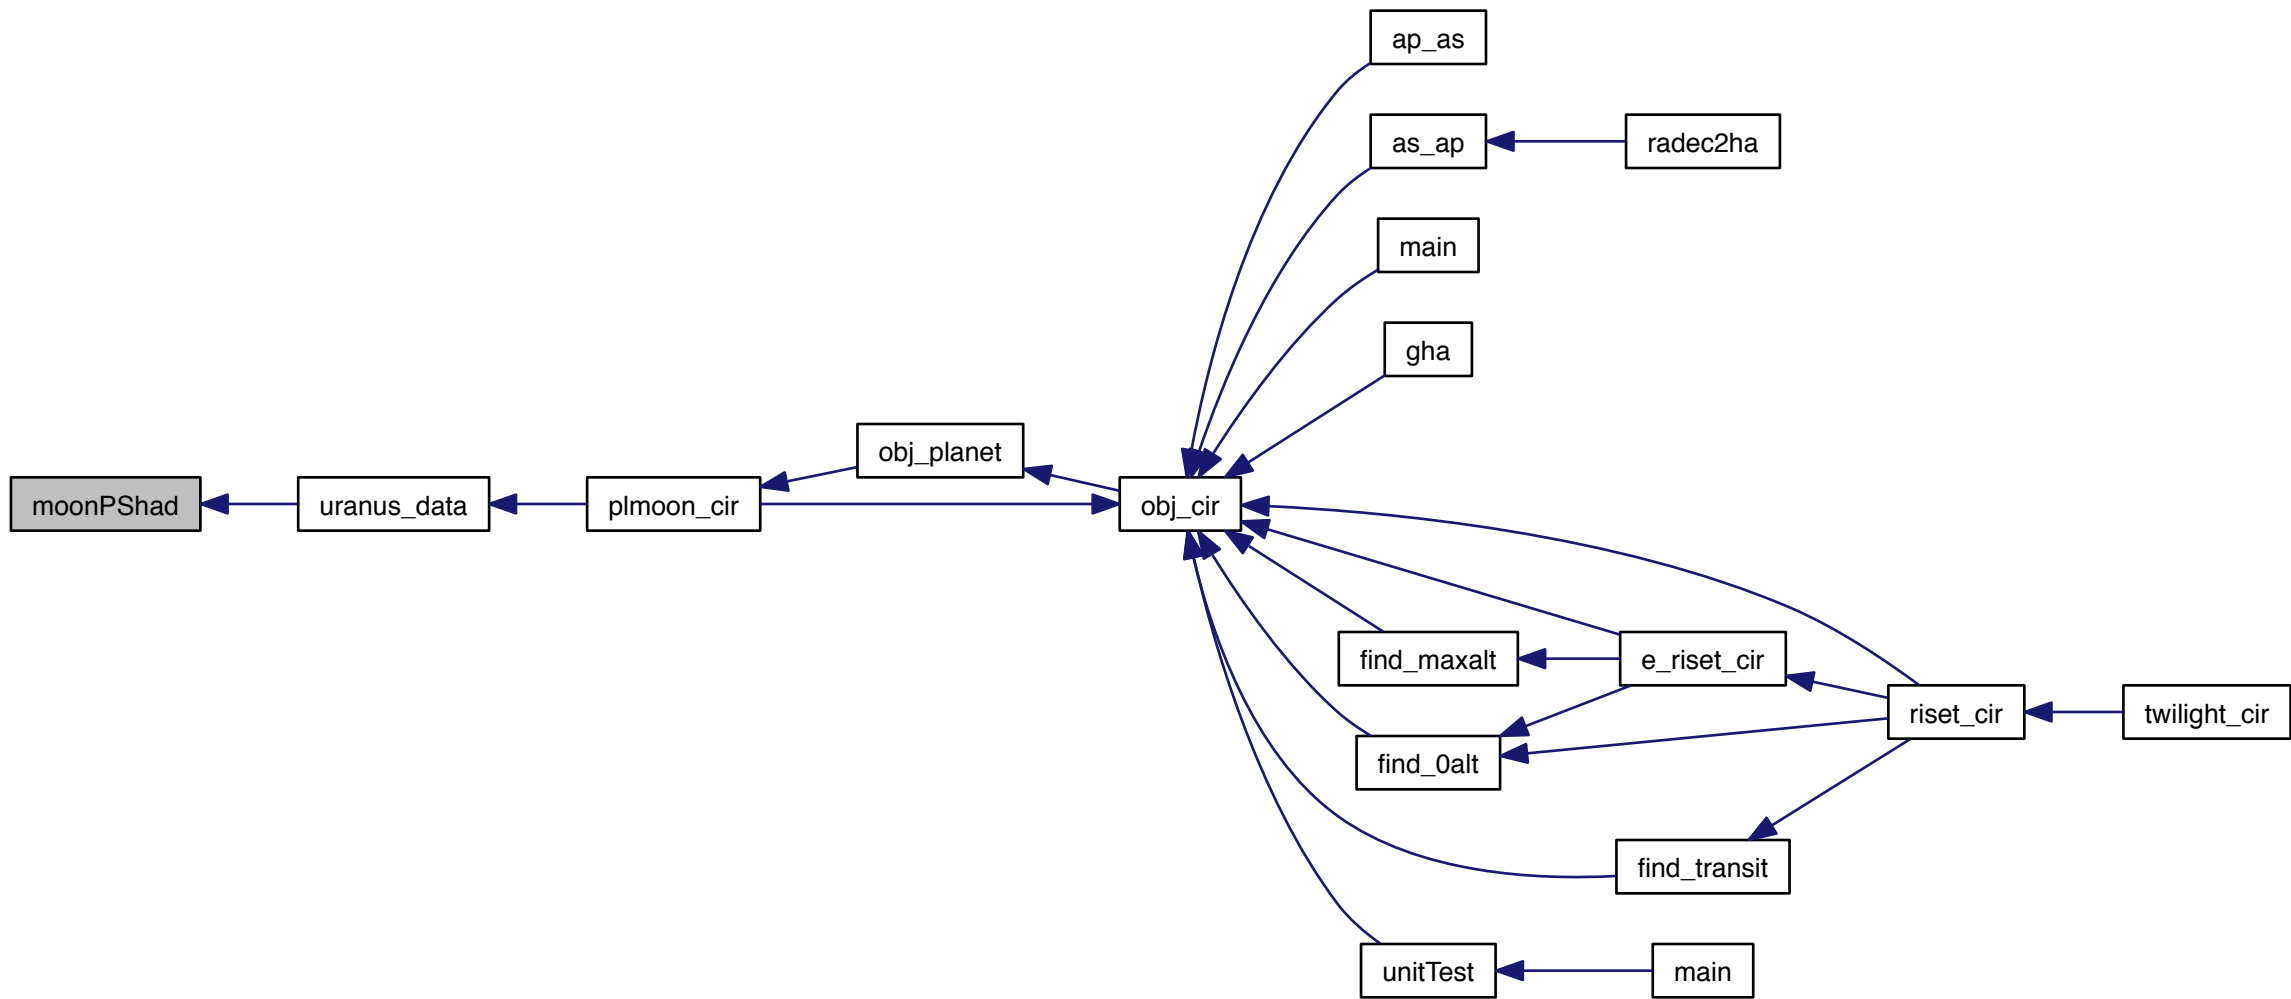 ap_as
as_ap
radec2ha
main
gha
obj_planet
moonPShad
uranus_data
plmoon_cir
obj_cir
find_maxalt
e_riset_cir
riset_cir
twilight_cir
find_0alt
find_transit
unitTest
main